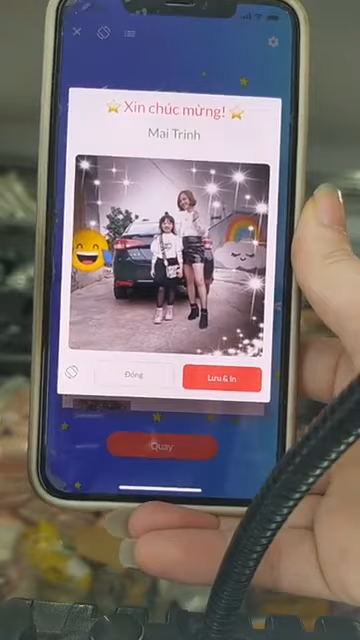 Xin chúc mừng!
Mai Trinh
Đóng
Lưu & In
Quay